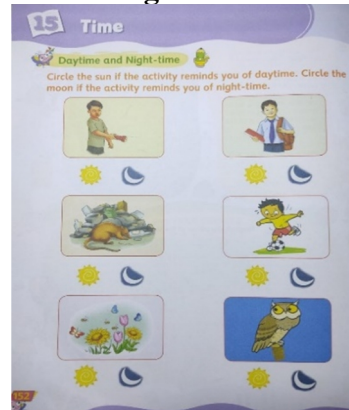 15 Time
Daytime and Night-time
Circle the sun if the activity reminds you of daytime. Circle the
moon if the activity reminds you of night-time.
152